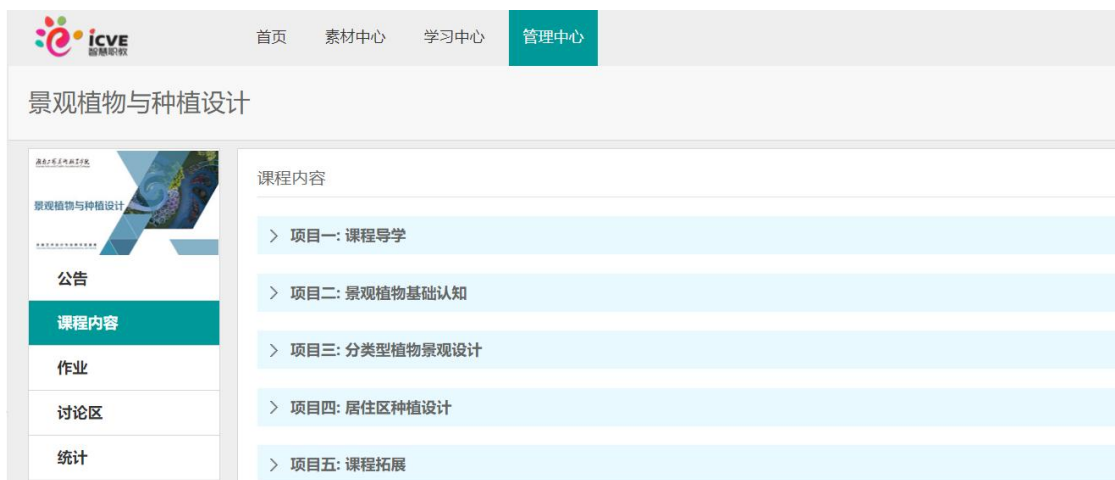 icve
智慧职教
首页 素材中心 学习中心 管理中心
景观植物与种植设计
景观植物与种植设计
课程内容
项目一: 课程导学
公告
项目二: 景观植物基础认知
课程内容
项目三: 分类型植物景观设计
作业
项目四: 居住区种植设计
讨论区
统计
项目五: 课程拓展